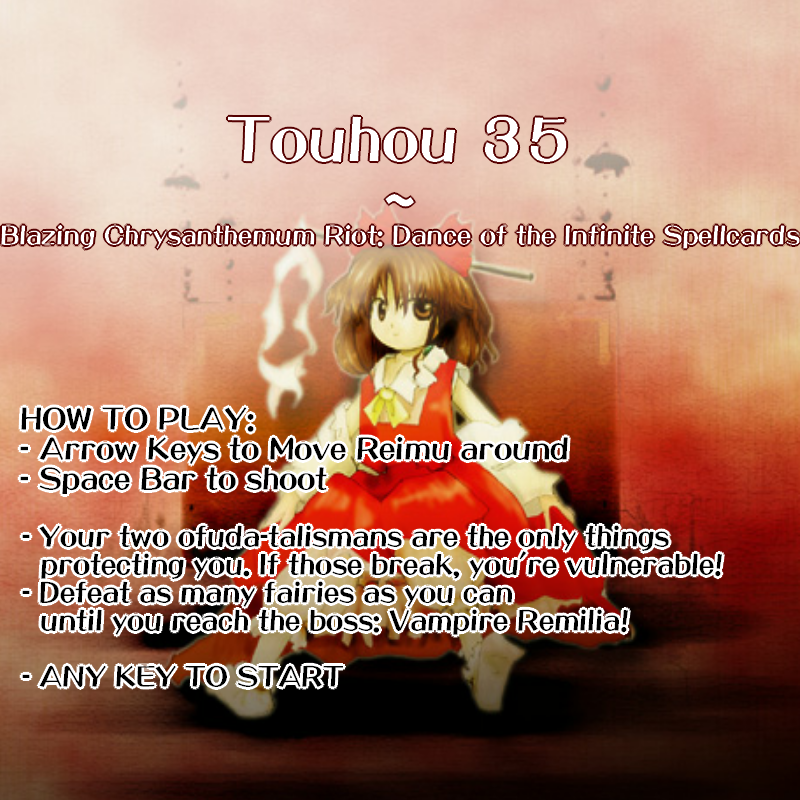 Touhou 35
~
Blazing Chrysanthemum Riot: Dance of the Infinite Spellcards
HOW TO PLAY:
- Arrow Keys to Move Reimu around
- Space Bar to shoot
- Your two ofuda-talismans are the only things
protecting you. If those break, you're vulnerable!
- Defeat as many fairies as you can
until you reach the boss: Vampire Remilia!
- ANY KEY TO START